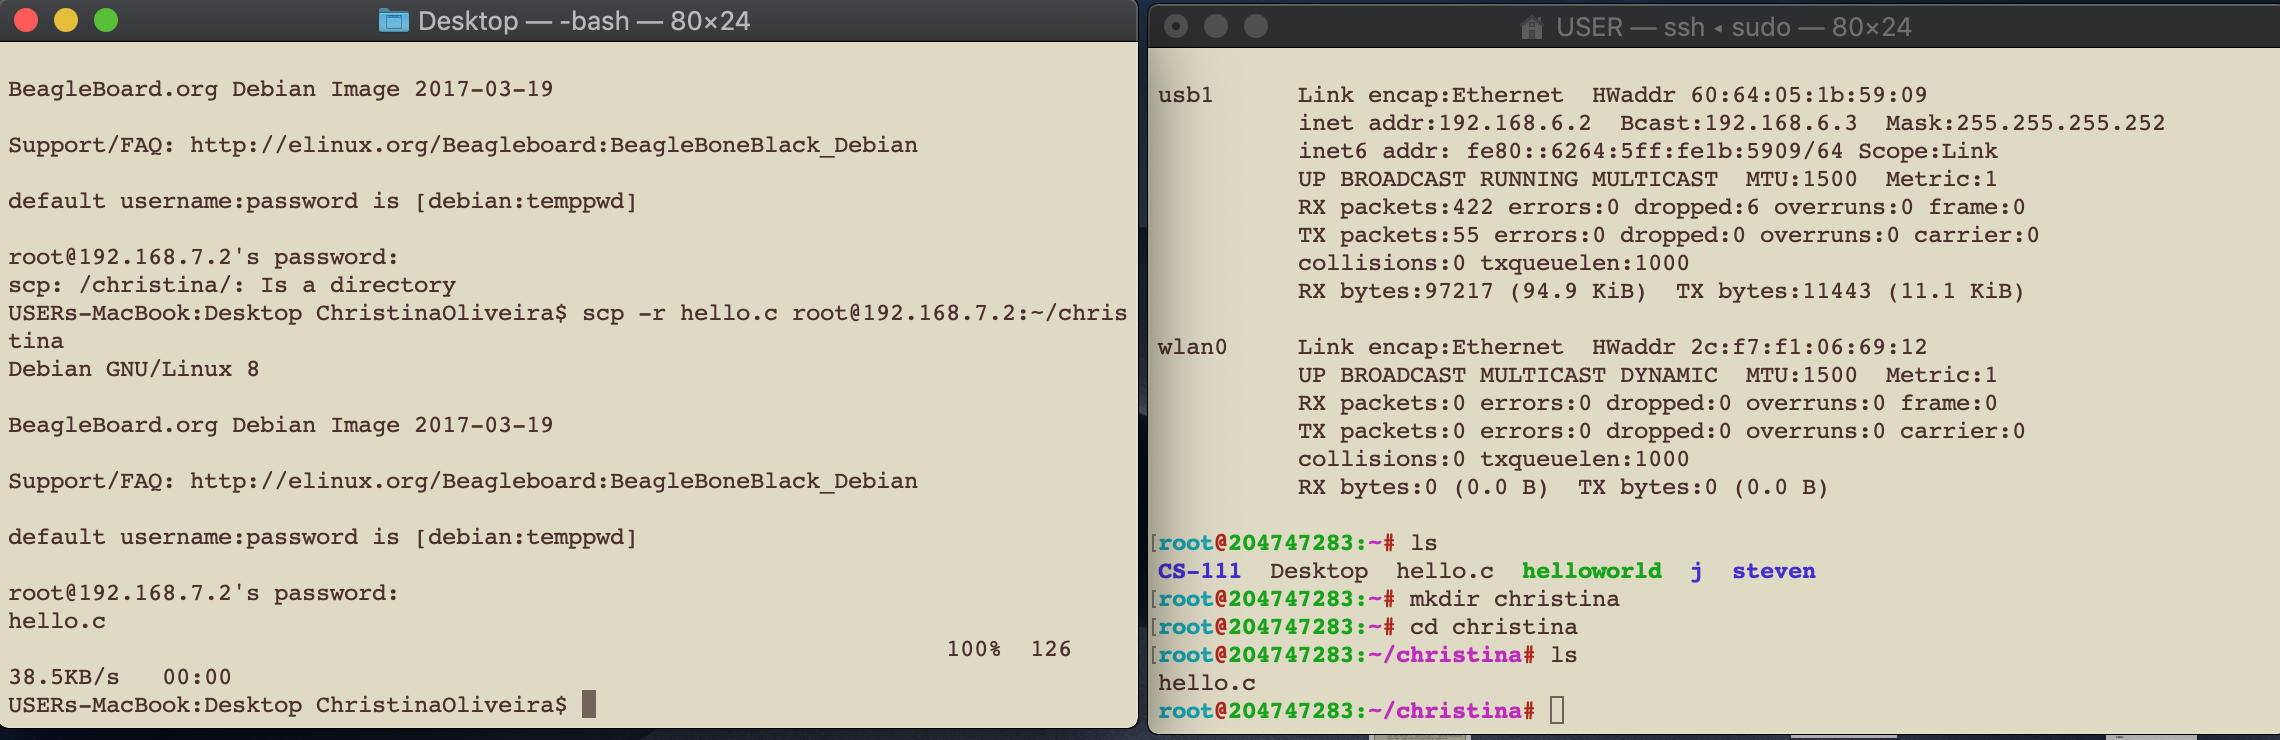 Desktop — -bash — 80×24
BeagleBoard.org Debian Image 2017-03-19
Support/FAQ: http://elinux.org/Beagleboard:BeagleBoneBlack_Debian
default username:password is [debian:temppwd]
root@192.168.7.2's password:
scp: /christina/: Is a directory
USERs-MacBook:Desktop ChristinaOliveira$ scp -r hello.c root@192.168.7.2:~/chris
tina
Debian GNU/Linux 8
BeagleBoard.org Debian Image 2017-03-19
Support/FAQ: http://elinux.org/Beagleboard:BeagleBoneBlack_Debian
default username:password is [debian:temppwd]
root@192.168.7.2's password:
hello.c
100% 126
38.5KB/s 00:00
USERs-MacBook:Desktop ChristinaOliveira$
USER — ssh ◂ sudo — 80×24
usb1 Link encap:Ethernet HWaddr 60:64:05:1b:59:09
inet addr:192.168.6.2 Bcast:192.168.6.3 Mask:255.255.255.252
inet6 addr: fe80::6264:5ff:fe1b:5909/64 Scope:Link
UP BROADCAST RUNNING MULTICAST MTU:1500 Metric:1
RX packets:422 errors:0 dropped:6 overruns:0 frame:0
TX packets:55 errors:0 dropped:0 overruns:0 carrier:0
collisions:0 txqueuelen:1000
RX bytes:97217 (94.9 KiB) TX bytes:11443 (11.1 KiB)
wlan0 Link encap:Ethernet HWaddr 2c:f7:f1:06:69:12
UP BROADCAST MULTICAST DYNAMIC MTU:1500 Metric:1
RX packets:0 errors:0 dropped:0 overruns:0 frame:0
TX packets:0 errors:0 dropped:0 overruns:0 carrier:0
collisions:0 txqueuelen:1000
RX bytes:0 (0.0 B) TX bytes:0 (0.0 B)
[root@204747283:~# ls
CS-111 Desktop hello.c helloworld j steven
[root@204747283:~# mkdir christina
[root@204747283:~# cd christina
[root@204747283:~/christina# ls
hello.c
root@204747283:~/christina#